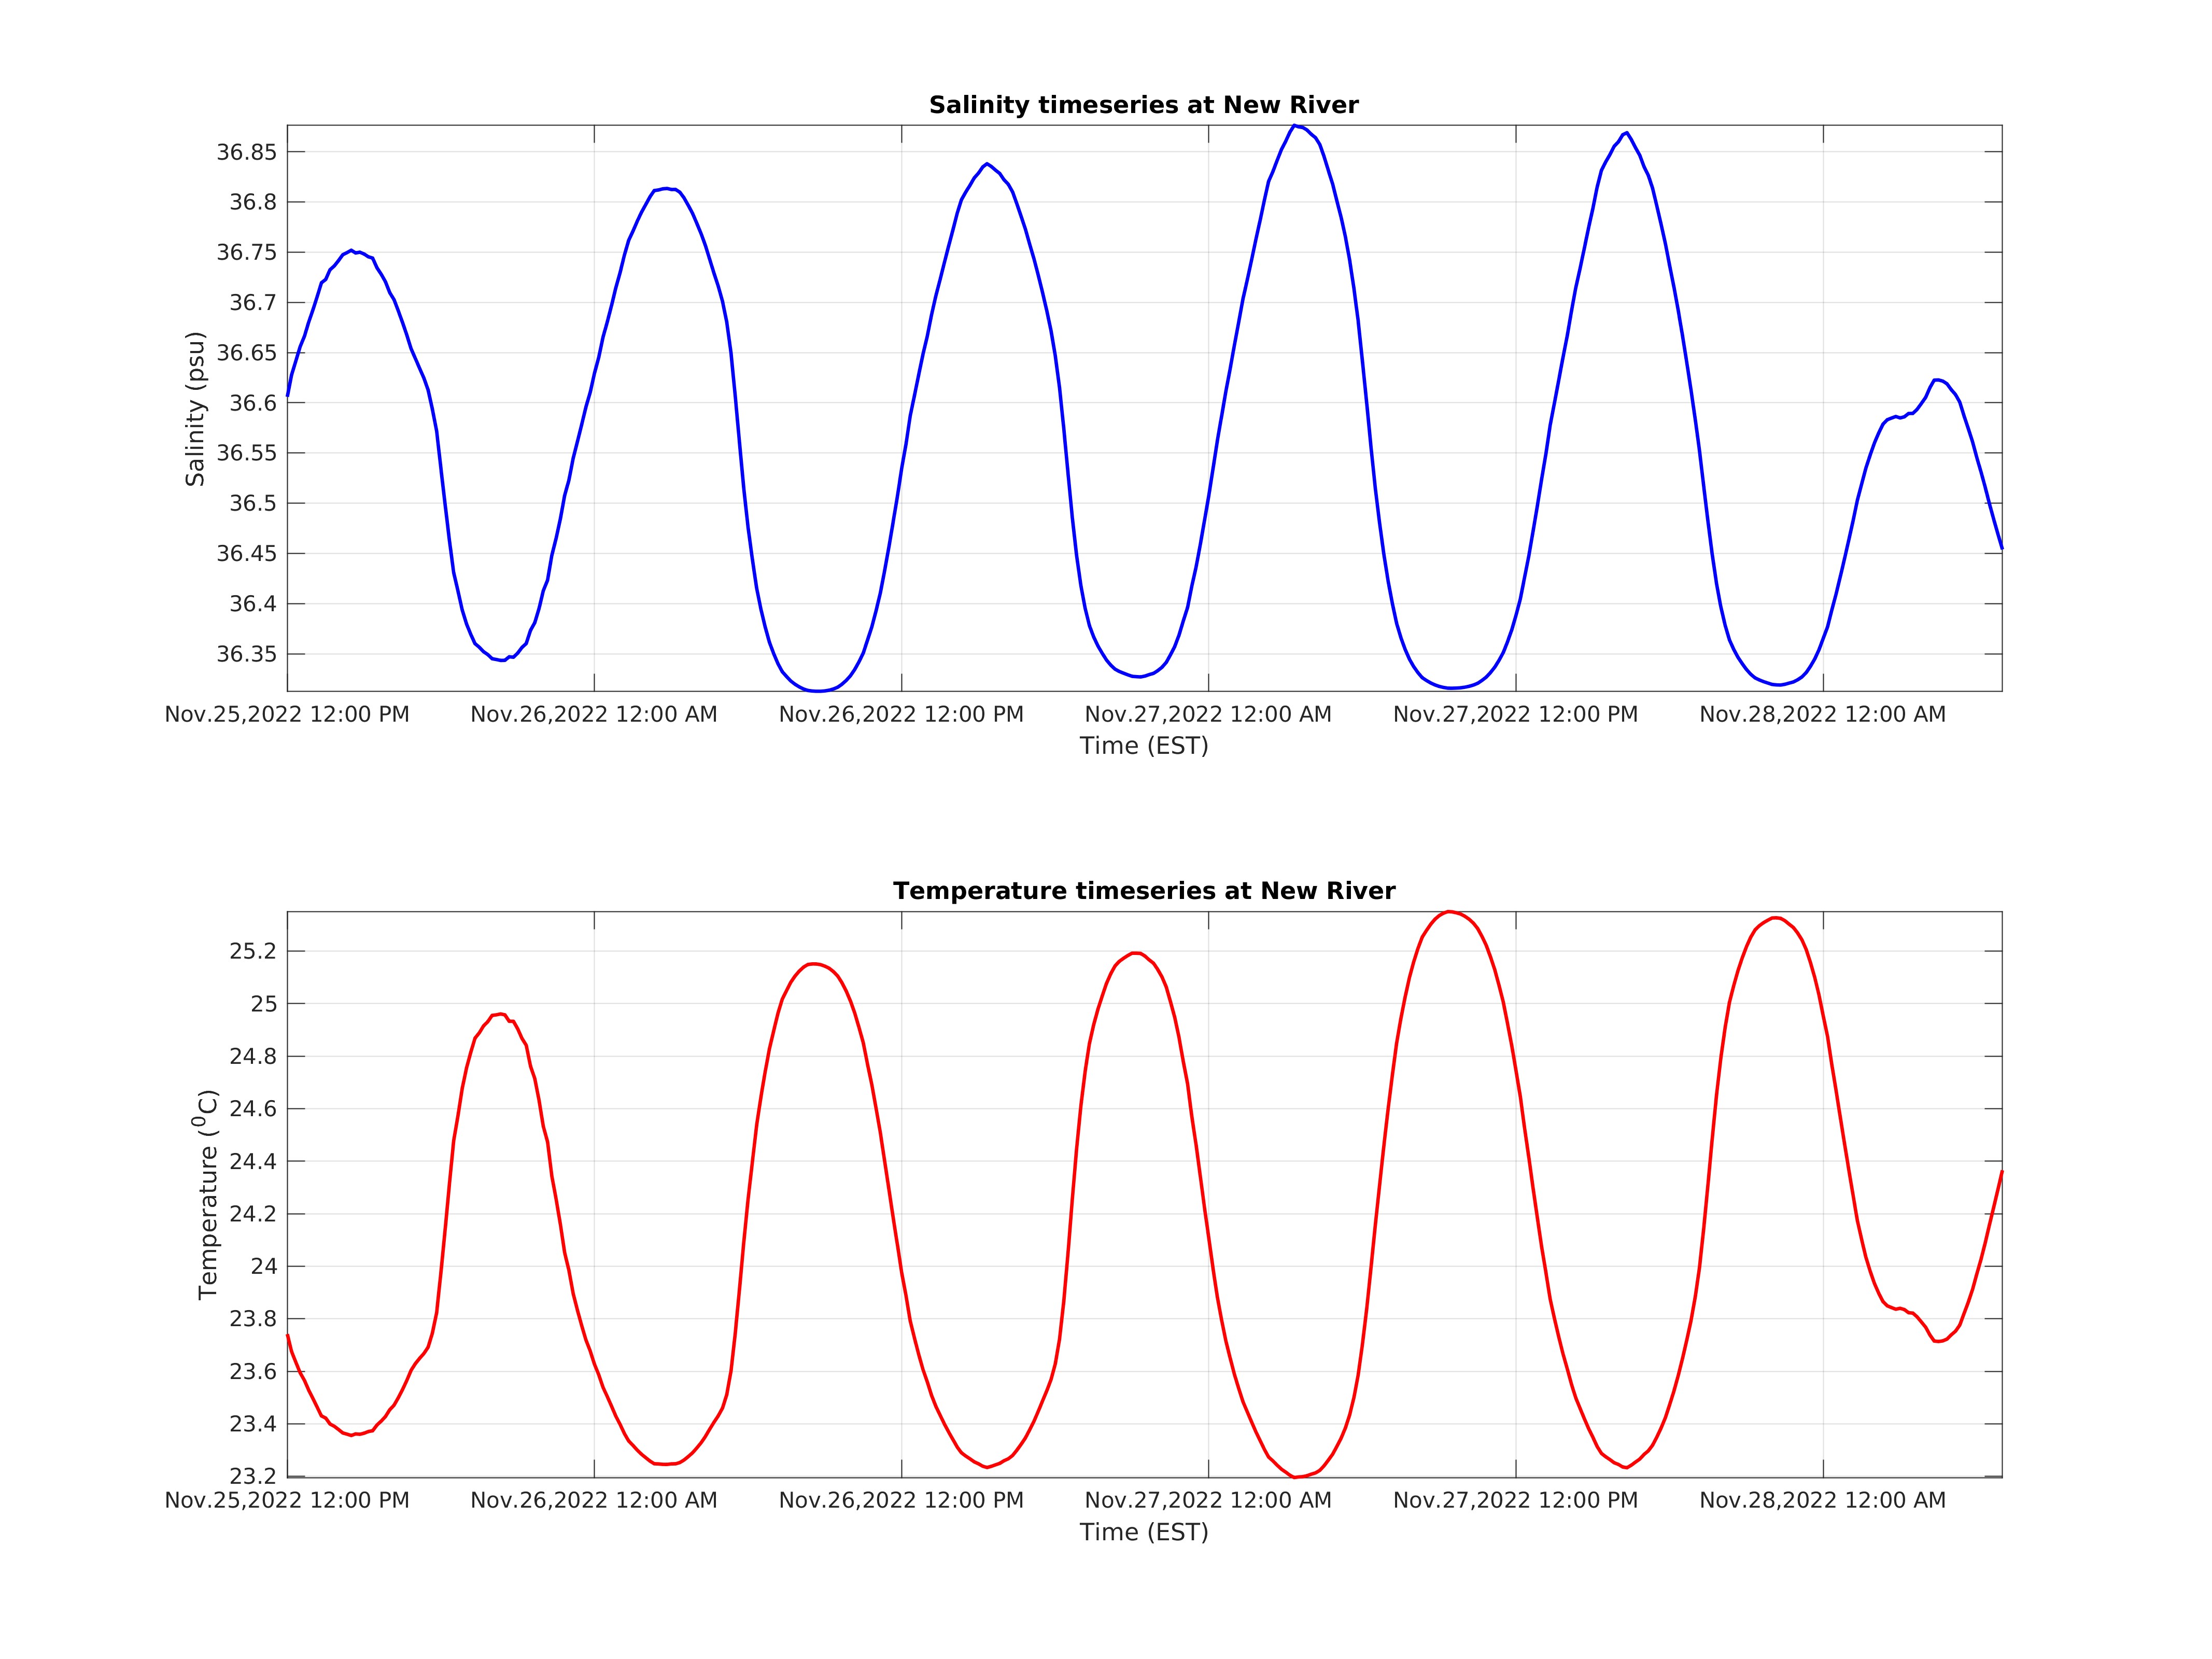 Salinity timeseries at New River
36.85
36.8
36.75
36.7
36.65
36.6
36.55
36.5
36.45
36.4
36.35
Salinity (psu)
Nov.25,2022 12:00 PM Nov.26,2022 12:00 AM Nov.26,2022 12:00 PM Nov.27,2022 12:00 AM Nov.27,2022 12:00 PM Nov.28,2022 12:00 AM
Time (EST)
Temperature timeseries at New River
25.2
25
24.8
24.6
24.4
24.2
24
23.8
23.6
23.4
23.2
Temperature (⁰C)
Nov.25,2022 12:00 PM Nov.26,2022 12:00 AM Nov.26,2022 12:00 PM Nov.27,2022 12:00 AM Nov.27,2022 12:00 PM Nov.28,2022 12:00 AM
Time (EST)